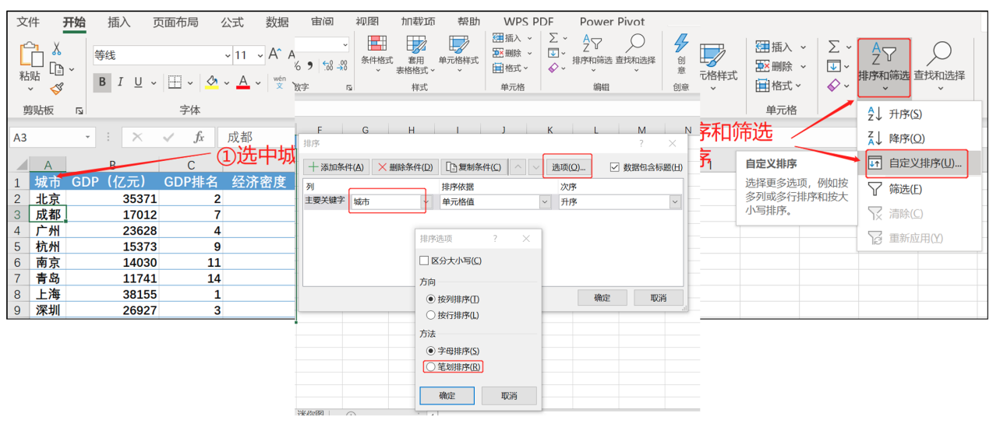 文件 开始 插入 页面布局 公式 数据 审阅 视图 加载项 帮助 WPS PDF Power Pivot
等线 11 A A
粘贴
B I U A wén 文
剪贴板 字体
% 条件格式 套用 表格格式 单元格样式 插入 删除 格式 排序和筛选 查找和选择 创 意
数字 样式 单元格 编辑 创意
元格样式 插入 删除 格式 排序和筛选 查找和选择
单元格
A3 fx 成都
①选中城
A B C
1 城市 GDP（亿元） GDP排名 经济密度
2 北京 35371 2
3 成都 17012 7
4 广州 23628 4
5 杭州 15373 9
6 南京 14030 11
7 青岛 11741 14
8 上海 38155 1
9 深圳 26927 3
F G H I J K L M N
排序 ? ×
添加条件(A) 删除条件(D) 复制条件(C) 选项(O)... 数据包含标题(H)
列 排序依据 次序
主要关键字 城市 单元格值 升序
确定 取消
排序选项 ? ×
区分大小写(C)
方向
按列排序(T)
按行排序(L)
方法
字母排序(S)
笔划排序(R)
确定 取消
迷你图
序和筛选
序
自定义排序
选择更多选项，例如按
多列或多行排序和按大
小写排序。
升序(S)
降序(O)
自定义排序(U)...
筛选(F)
清除(C)
重新应用(Y)